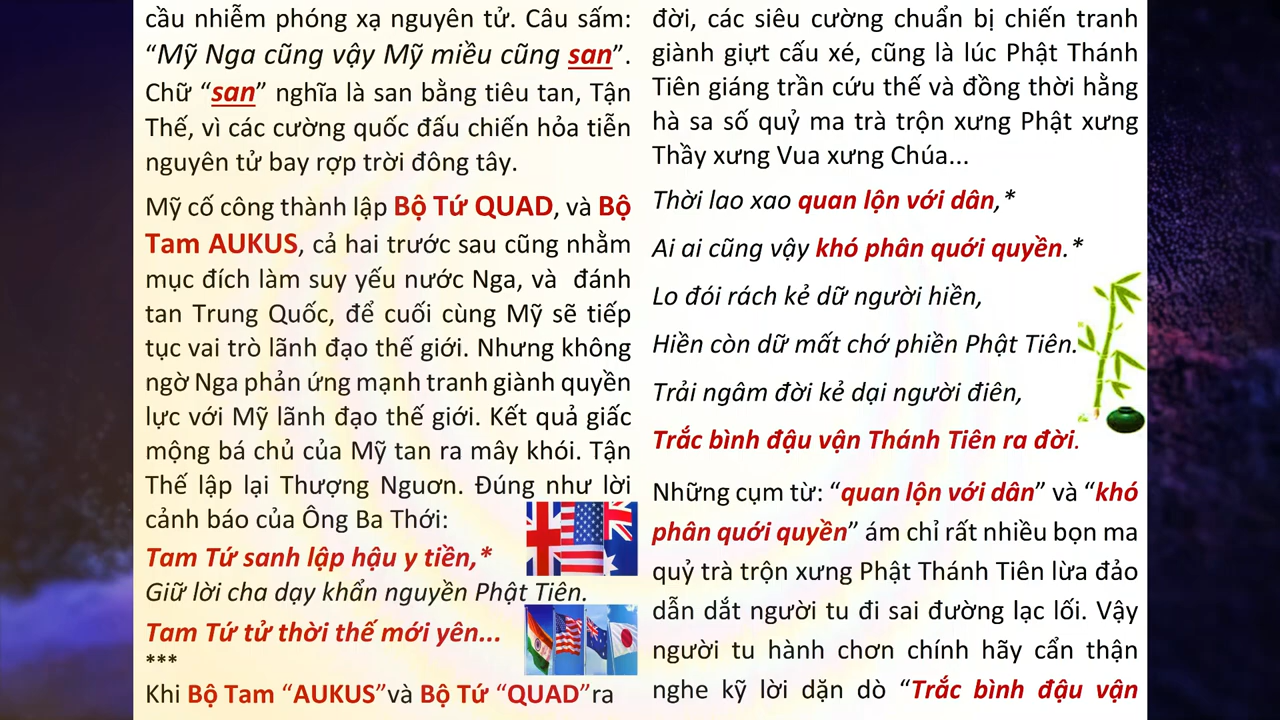 cầu nhiễm phóng xạ nguyên tử. Câu sấm:
“Mỹ Nga cũng vậy Mỹ miều cũng san”.
Chữ “san” nghĩa là san bằng tiêu tan, Tận
Thế, vì các cường quốc đấu chiến hỏa tiễn
nguyên tử bay rợp trời đông tây.
Mỹ cố công thành lập Bộ Tứ QUAD, và Bộ
Tam AUKUS, cả hai trước sau cũng nhằm
mục đích làm suy yếu nước Nga, và đánh
tan Trung Quốc, để cuối cùng Mỹ sẽ tiếp
tục vai trò lãnh đạo thế giới. Nhưng không
ngờ Nga phản ứng mạnh tranh giành quyền
lực với Mỹ lãnh đạo thế giới. Kết quả giấc
mộng bá chủ của Mỹ tan ra mây khói. Tận
Thế lập lại Thượng Nguơn. Đúng như lời
cảnh báo của Ông Ba Thới:
Tam Tứ sanh lập hậu y tiền,*
Giữ lời cha dạy khẩn nguyền Phật Tiên.
Tam Tứ tử thời thế mới yên...
***
Khi Bộ Tam “AUKUS”và Bộ Tứ “QUAD”ra
đời, các siêu cường chuẩn bị chiến tranh
giành giựt cấu xé, cũng là lúc Phật Thánh
Tiên giáng trần cứu thế và đồng thời hằng
hà sa số quỷ ma trà trộn xưng Phật xưng
Thầy xưng Vua xưng Chúa...
Thời lao xao quan lộn với dân,*
Ai ai cũng vậy khó phân quới quyền.*
Lo đói rách kẻ dữ người hiền,
Hiền còn dữ mất chớ phiền Phật Tiên.
Trải ngâm đời kẻ dại người điên,
Trắc bình đậu vận Thánh Tiên ra đời.
Những cụm từ: “quan lộn với dân” và “khó
phân quới quyền” ám chỉ rất nhiều bọn ma
quỷ trà trộn xưng Phật Thánh Tiên lừa đảo
dẫn dắt người tu đi sai đường lạc lối. Vậy
người tu hành chơn chính hãy cẩn thận
nghe kỹ lời dặn dò “Trắc bình đậu vận